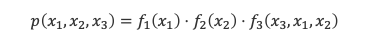 p(x₁, x₂, x₃) = f₁(x₁) · f₂(x₂) · f₃(x₃, x₁, x₂)